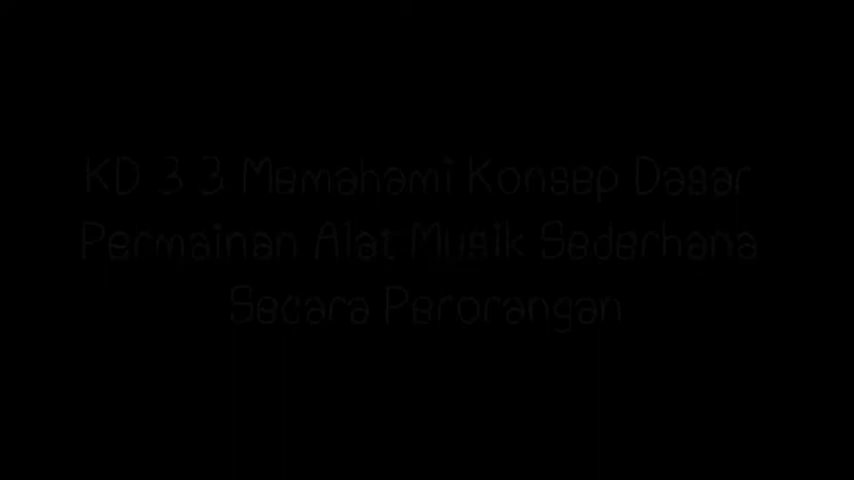 KD 3 3 Memahami Konsep Dasar
Permainan Alat Musik Sederhana
Secara Perorangan